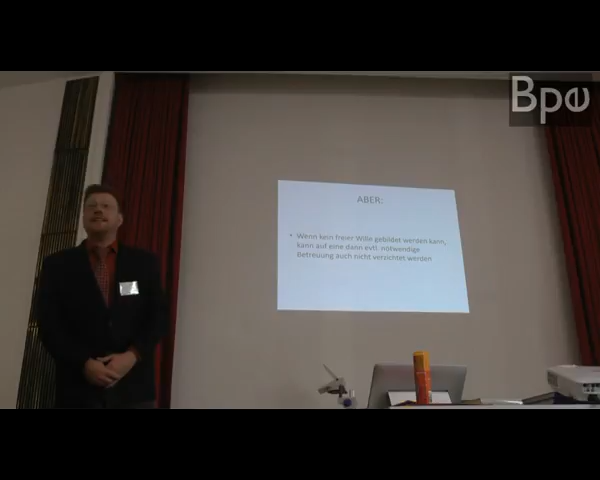 Bpe
ABER:
• Wenn kein freier Wille gebildet werden kann,
kann auf eine dann evtl. notwendige
Betreuung auch nicht verzichtet werden